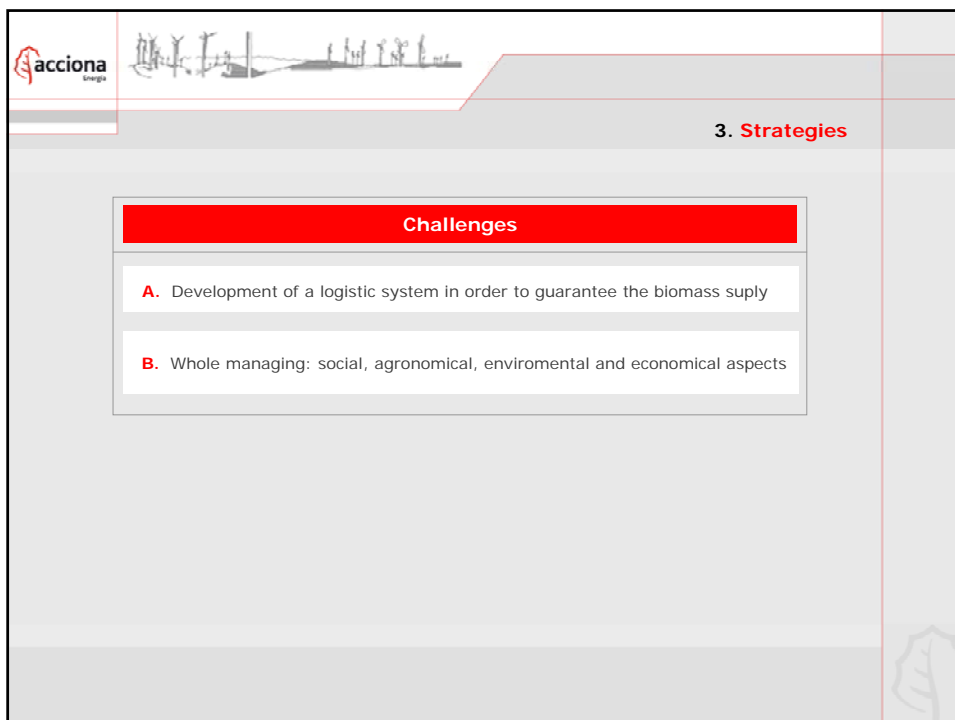 acciona
Energía
3. Strategies
Challenges
A. Development of a logistic system in order to guarantee the biomass suply
B. Whole managing: social, agronomical, enviromental and economical aspects